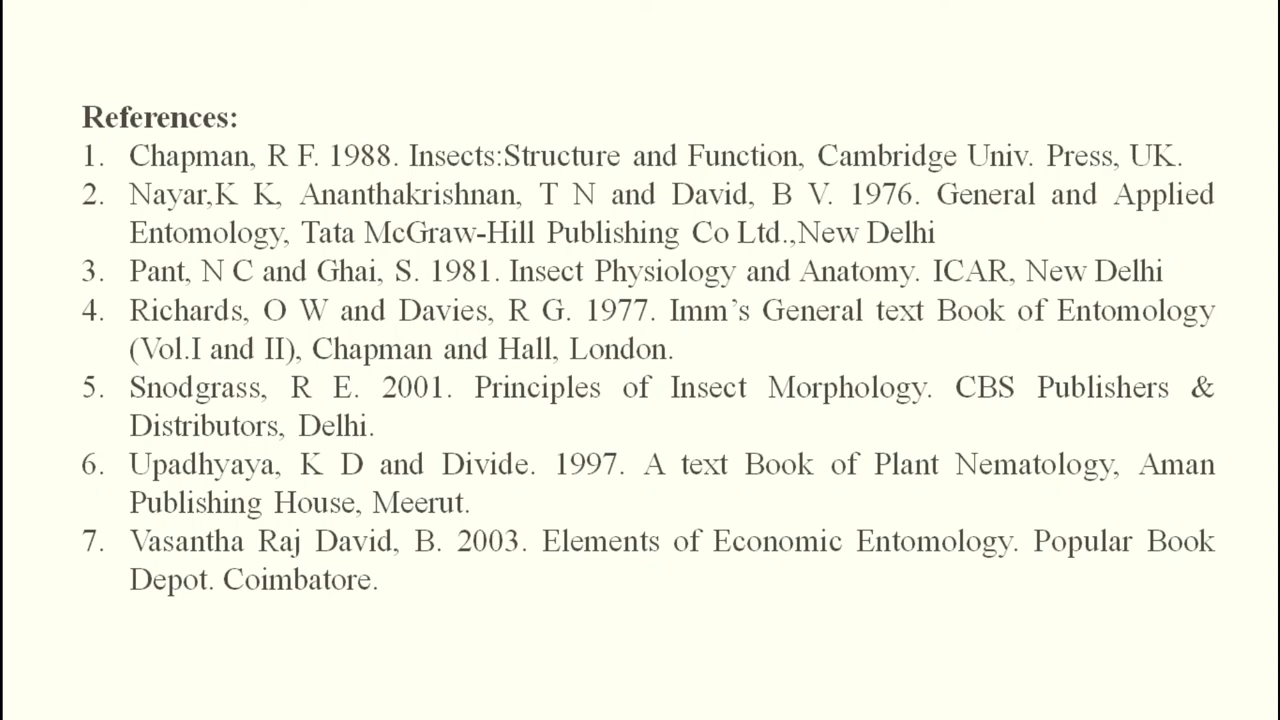 References:
1. Chapman, R F. 1988. Insects:Structure and Function, Cambridge Univ. Press, UK.
2. Nayar,K K, Ananthakrishnan, T N and David, B V. 1976. General and Applied
Entomology, Tata McGraw-Hill Publishing Co Ltd.,New Delhi
3. Pant, N C and Ghai, S. 1981. Insect Physiology and Anatomy. ICAR, New Delhi
4. Richards, O W and Davies, R G. 1977. Imm’s General text Book of Entomology
(Vol.I and II), Chapman and Hall, London.
5. Snodgrass, R E. 2001. Principles of Insect Morphology. CBS Publishers &
Distributors, Delhi.
6. Upadhyaya, K D and Divide. 1997. A text Book of Plant Nematology, Aman
Publishing House, Meerut.
7. Vasantha Raj David, B. 2003. Elements of Economic Entomology. Popular Book
Depot. Coimbatore.